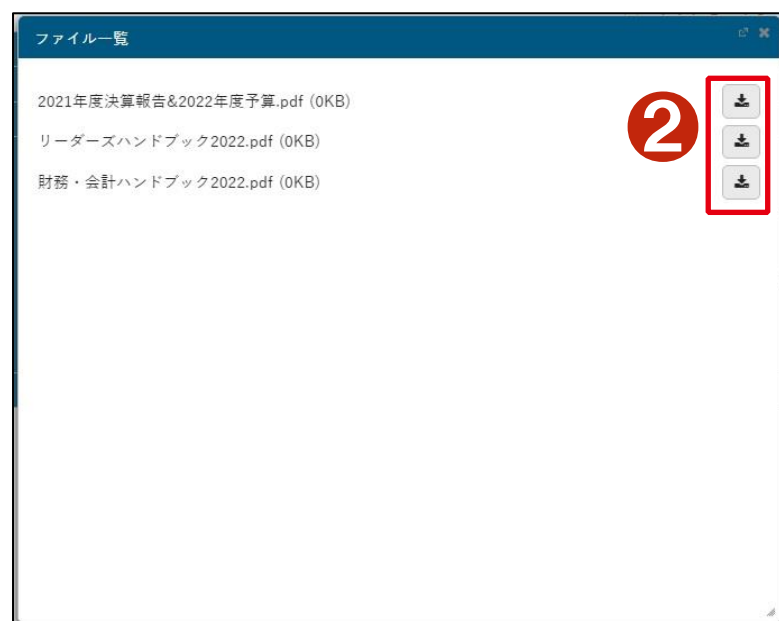 ファイル一覧
2021年度決算報告&2022年度予算.pdf (0KB)
リーダーズハンドブック2022.pdf (0KB)
財務・会計ハンドブック2022.pdf (0KB)
2